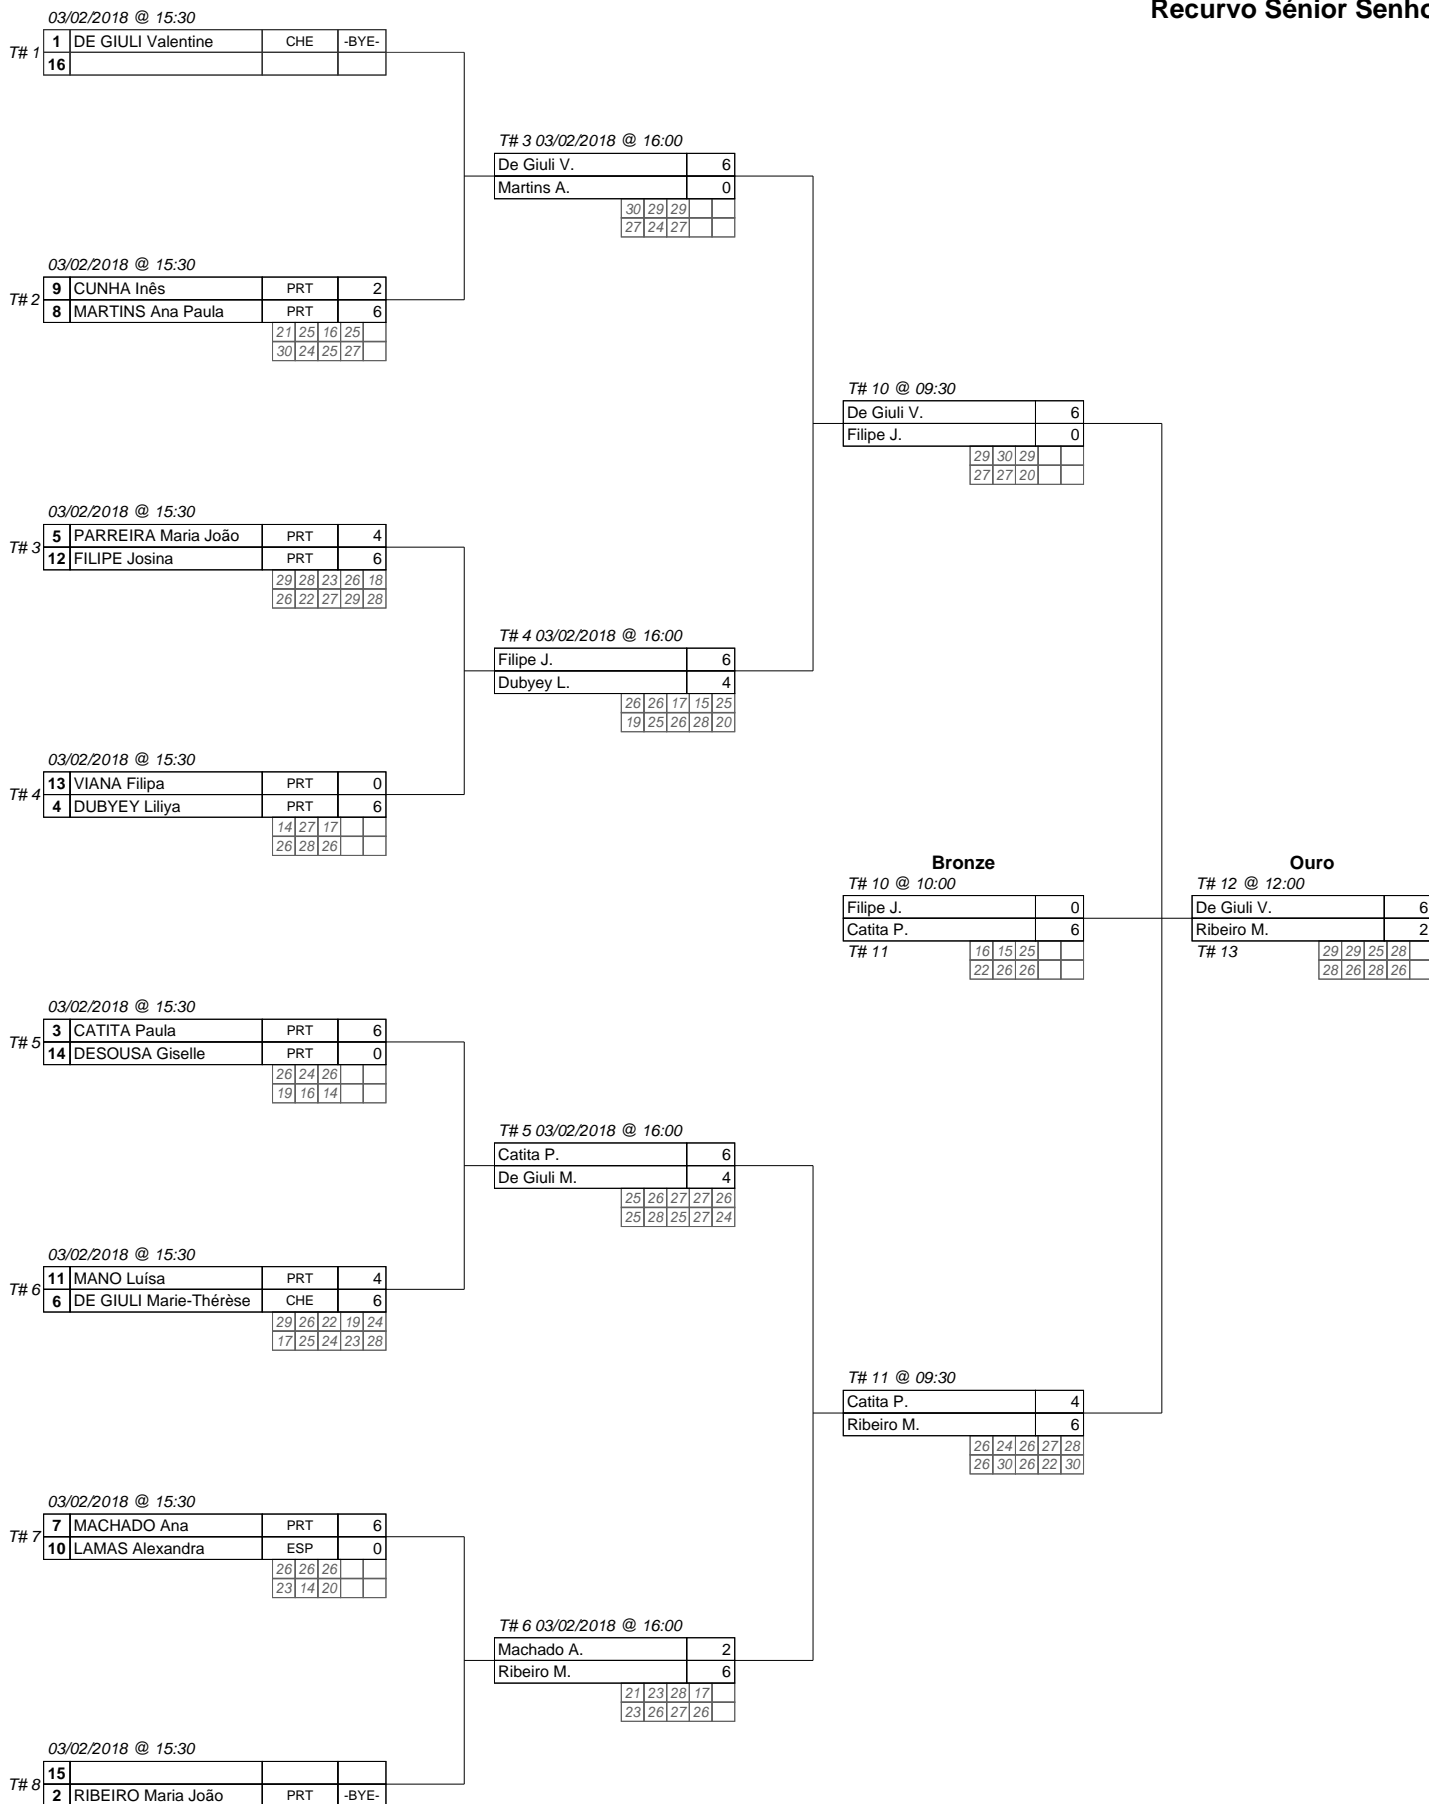 Recurvo Sénior Senho
03/02/2018 @ 15:30
T# 1
1 DE GIULI Valentine CHE -BYE-
16
T# 3 03/02/2018 @ 16:00
De Giuli V. 6
Martins A. 0
30 29 29
27 24 27
03/02/2018 @ 15:30
T# 2
9 CUNHA Inês PRT 2
8 MARTINS Ana Paula PRT 6
21 25 16 25
30 24 25 27
T# 10 @ 09:30
De Giuli V. 6
Filipe J. 0
29 30 29
27 27 20
03/02/2018 @ 15:30
T# 3
5 PARREIRA Maria João PRT 4
12 FILIPE Josina PRT 6
29 28 23 26 18
26 22 27 29 28
T# 4 03/02/2018 @ 16:00
Filipe J. 6
Dubyey L. 4
26 26 17 15 25
19 25 26 28 20
03/02/2018 @ 15:30
T# 4
13 VIANA Filipa PRT 0
4 DUBYEY Liliya PRT 6
14 27 17
26 28 26
Bronze
T# 10 @ 10:00
Filipe J. 0
Catita P. 6
T# 11
16 15 25
22 26 26
Ouro
T# 12 @ 12:00
De Giuli V. 6
Ribeiro M. 2
T# 13
29 29 25 28
28 26 28 26
03/02/2018 @ 15:30
T# 5
3 CATITA Paula PRT 6
14 DESOUSA Giselle PRT 0
26 24 26
19 16 14
T# 5 03/02/2018 @ 16:00
Catita P. 6
De Giuli M. 4
25 26 27 27 26
25 28 25 27 24
03/02/2018 @ 15:30
T# 6
11 MANO Luísa PRT 4
6 DE GIULI Marie-Thérèse CHE 6
29 26 22 19 24
17 25 24 23 28
T# 11 @ 09:30
Catita P. 4
Ribeiro M. 6
26 24 26 27 28
26 30 26 22 30
03/02/2018 @ 15:30
T# 7
7 MACHADO Ana PRT 6
10 LAMAS Alexandra ESP 0
26 26 26
23 14 20
T# 6 03/02/2018 @ 16:00
Machado A. 2
Ribeiro M. 6
21 23 28 17
23 26 27 26
03/02/2018 @ 15:30
T# 8
15
2 RIBEIRO Maria João PRT -BYE-